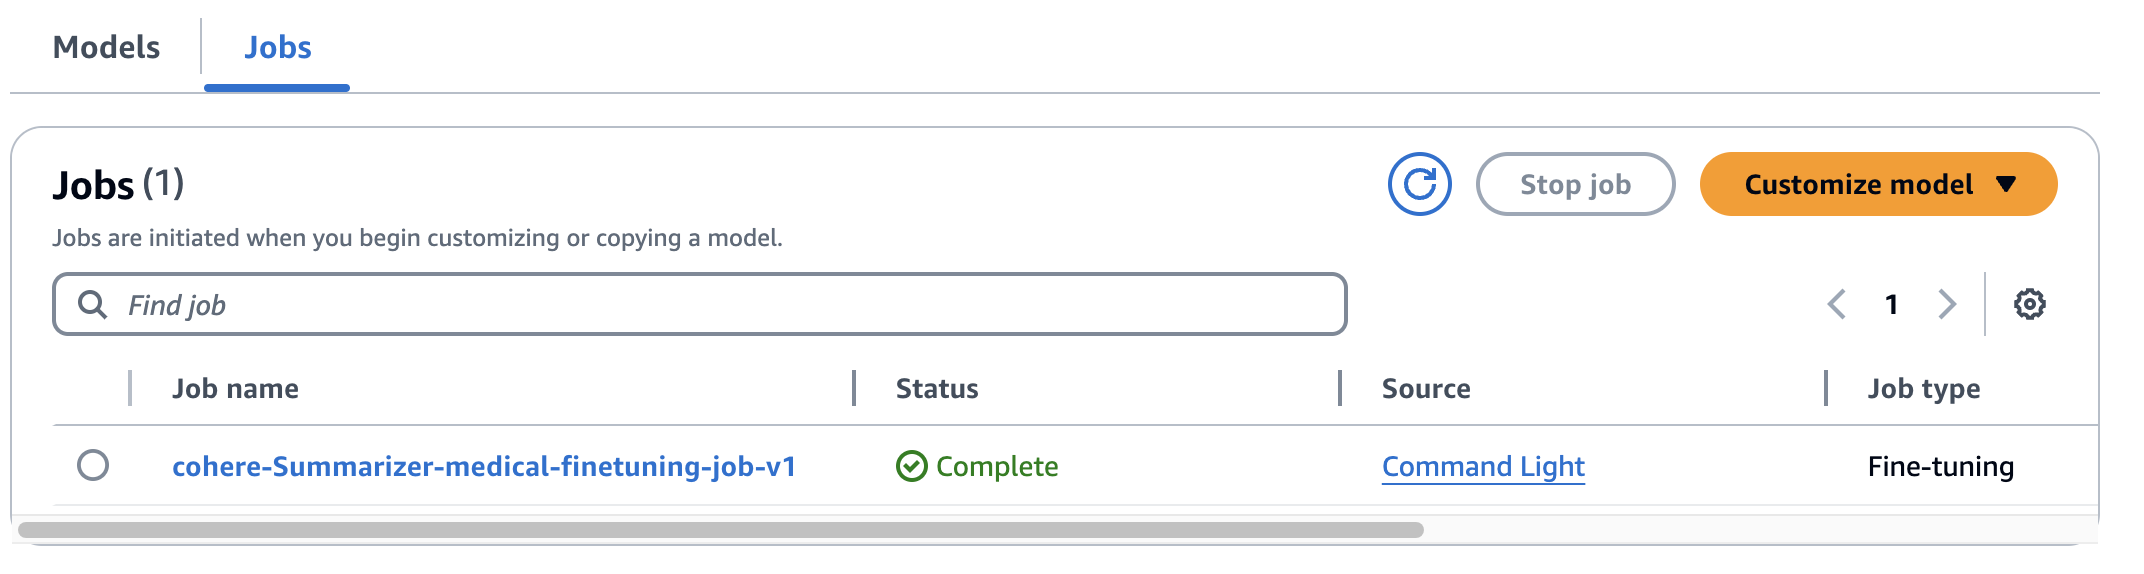 Models Jobs
Jobs (1) Stop job Customize model
Jobs are initiated when you begin customizing or copying a model.
Find job 1
Job name Status Source Job type
cohere-Summarizer-medical-finetuning-job-v1 Complete Command Light Fine-tuning